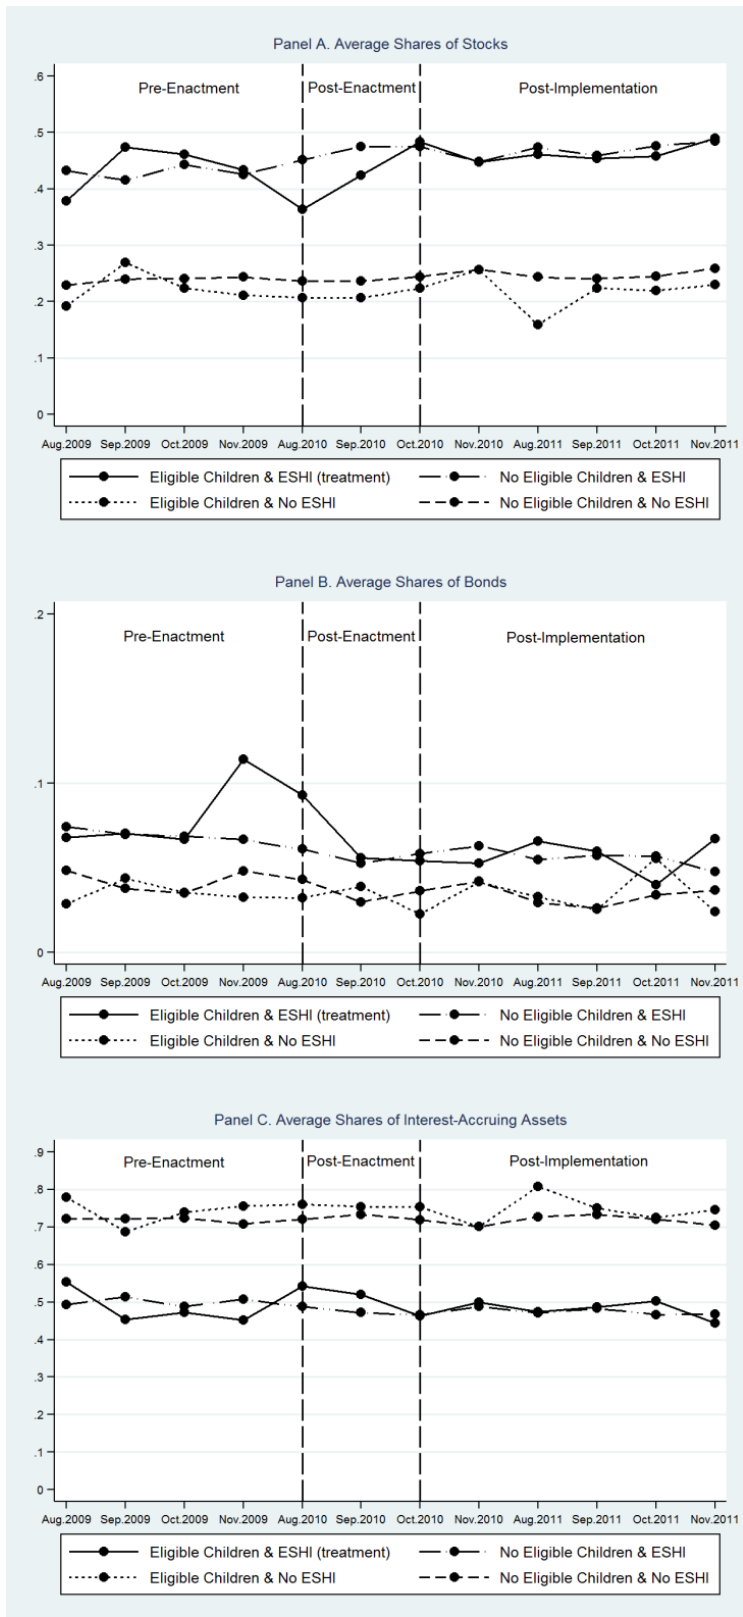 Panel A. Average Shares of Stocks
.6
Pre-Enactment Post-Enactment Post-Implementation
.5
.4
.3
.2
.1
0
Aug.2009 Sep.2009 Oct.2009 Nov.2009 Aug.2010 Sep.2010 Oct.2010 Nov.2010 Aug.2011 Sep.2011 Oct.2011 Nov.2011
Eligible Children & ESHI (treatment) No Eligible Children & ESHI
Eligible Children & No ESHI No Eligible Children & No ESHI
Panel B. Average Shares of Bonds
.2
Pre-Enactment Post-Enactment Post-Implementation
.1
0
Aug.2009 Sep.2009 Oct.2009 Nov.2009 Aug.2010 Sep.2010 Oct.2010 Nov.2010 Aug.2011 Sep.2011 Oct.2011 Nov.2011
Eligible Children & ESHI (treatment) No Eligible Children & ESHI
Eligible Children & No ESHI No Eligible Children & No ESHI
Panel C. Average Shares of Interest-Accruing Assets
.9
Pre-Enactment Post-Enactment Post-Implementation
.8
.7
.6
.5
.4
.3
.2
.1
0
Aug.2009 Sep.2009 Oct.2009 Nov.2009 Aug.2010 Sep.2010 Oct.2010 Nov.2010 Aug.2011 Sep.2011 Oct.2011 Nov.2011
Eligible Children & ESHI (treatment) No Eligible Children & ESHI
Eligible Children & No ESHI No Eligible Children & No ESHI